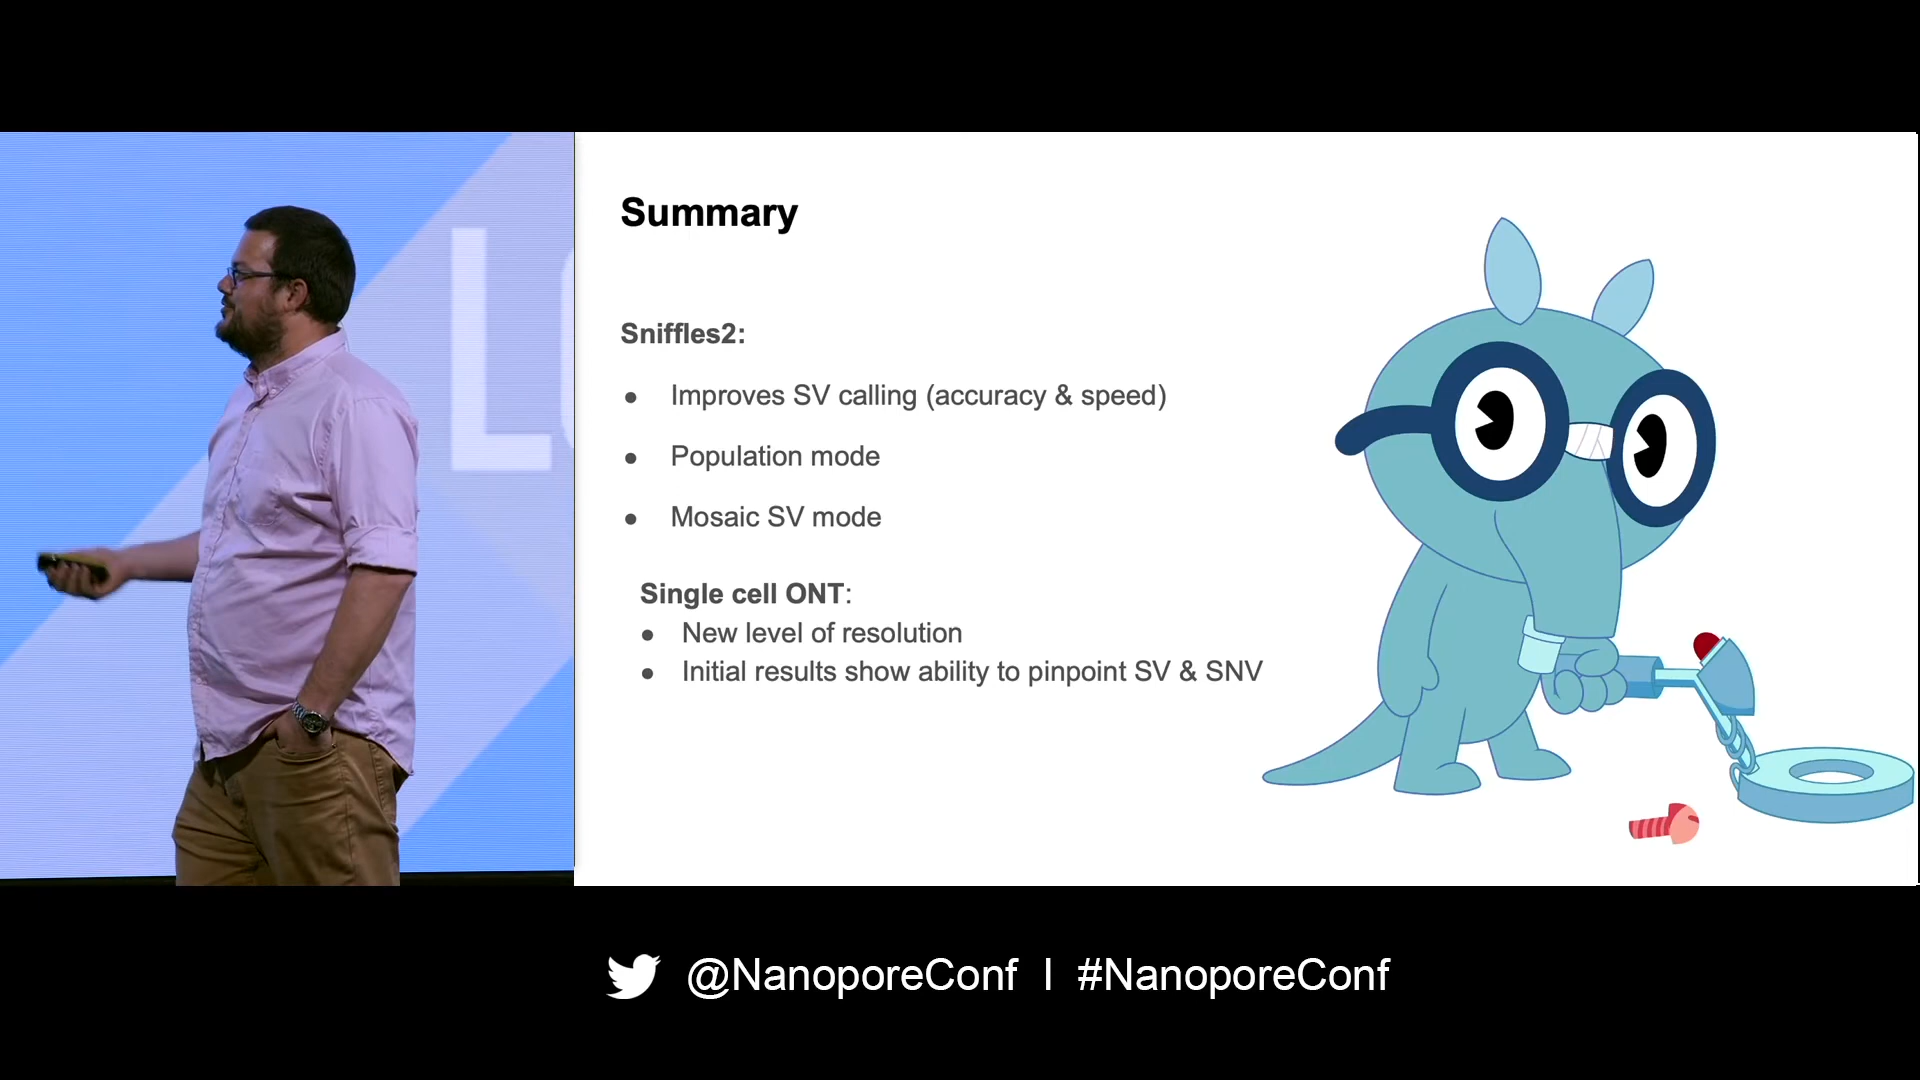 Summary
Sniffles2:
● Improves SV calling (accuracy & speed)
● Population mode
● Mosaic SV mode
Single cell ONT:
● New level of resolution
● Initial results show ability to pinpoint SV & SNV
@NanoporeConf | #NanoporeConf